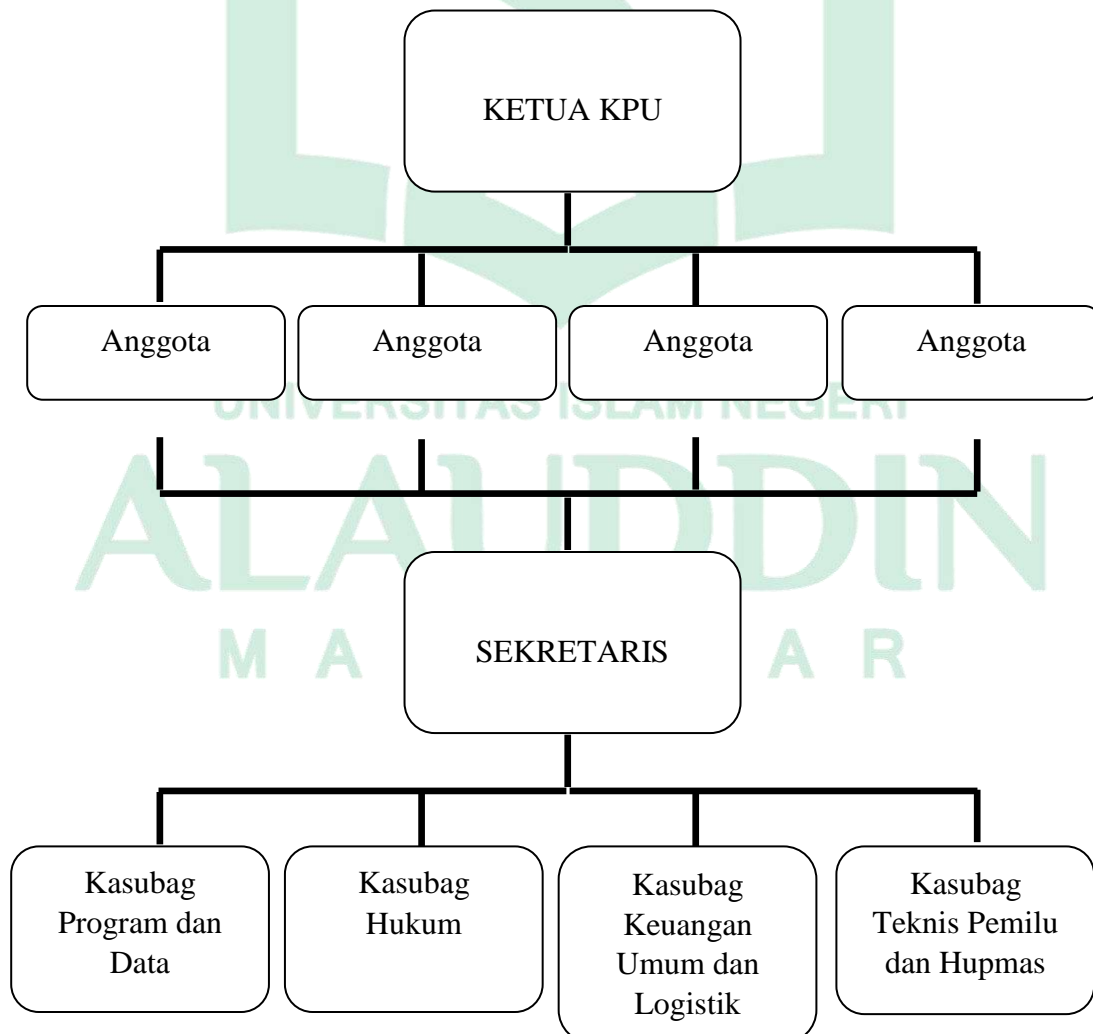 KETUA KPU
Anggota
Anggota
Anggota
Anggota
UNIVERSITAS ISLAM NEGERI
ALAUDDIN
SEKRETARIS
M A A R
Kasubag
Program dan
Data
Kasubag
Hukum
Kasubag
Keuangan
Umum dan
Logistik
Kasubag
Teknis Pemilu
dan Hupmas